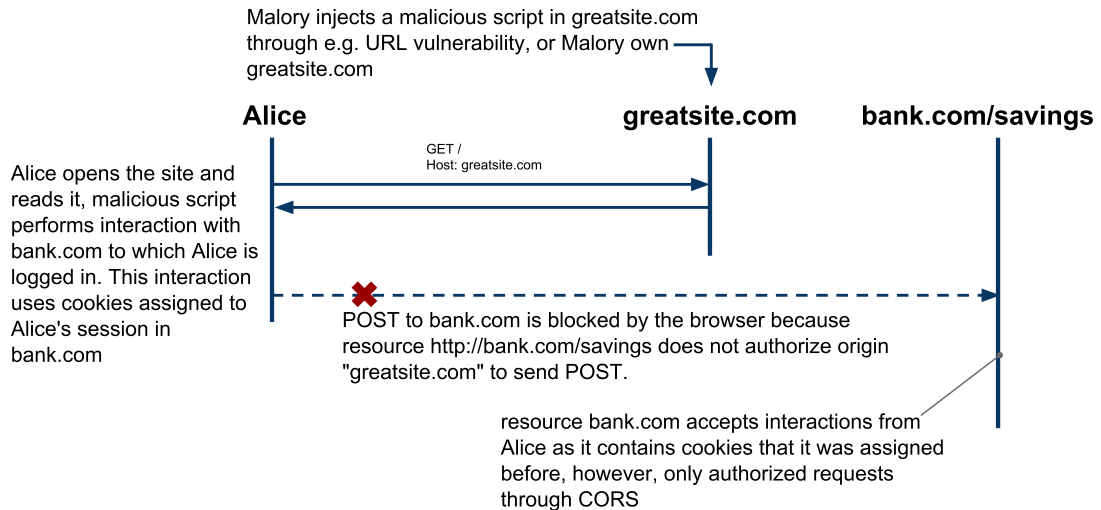 Malory injects a malicious script in greatsite.com
through e.g. URL vulnerability, or Malory own
greatsite.com
Alice
greatsite.com
bank.com/savings
GET /
Host: greatsite.com
Alice opens the site and
reads it, malicious script
performs interaction with
bank.com to which Alice is
logged in. This interaction
uses cookies assigned to
Alice's session in
bank.com
POST to bank.com is blocked by the browser because
resource http://bank.com/savings does not authorize origin
"greatsite.com" to send POST.
resource bank.com accepts interactions from
Alice as it contains cookies that it was assigned
before, however, only authorized requests
through CORS